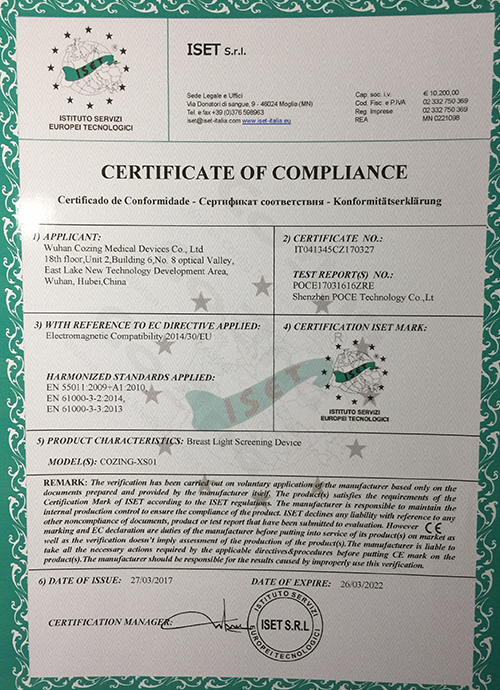 ISET
ISTITUTO SERVIZI
EUROPEI TECNOLOGICI
ISET S.r.l.
Sede Legale e Uffici
Via Donatori di sangue, 9 - 46024 Moglia (MN)
Tel. e fax +39 (0)376 598963
iset@iset-italia.com www.iset-italia.eu
Cap. soc. i.v. € 10.200,00
Cod. Fisc. e P.IVA 02 332 750 369
Reg. Imprese 02 332 750 369
REA MN 0221098
CERTIFICATE OF COMPLIANCE
Certificado de Conformidade - Сертификат соответствия - Konformitätserklärung
1) APPLICANT:
Wuhan Cozing Medical Devices Co., Ltd
18th floor,Unit 2,Building 6,No. 8 optical Valley,
East Lake New Technology Development Area,
Wuhan, Hubei,China
2) CERTIFICATE NO.:
IT041345CZ170327
TEST REPORT(S) NO.:
POCE17031616ZRE
Shenzhen POCE Technology Co.,Lt
3) WITH REFERENCE TO EC DIRECTIVE APPLIED:
Electromagnetic Compatibility 2014/30/EU
HARMONIZED STANDARDS APPLIED:
EN 55011:2009+A1:2010,
EN 61000-3-2:2014,
EN 61000-3-3:2013
4) CERTIFICATION ISET MARK:
R
ISET
ISTITUTO SERVIZI
EUROPEI TECNOLOGICI
ISET
5) PRODUCT CHARACTERISTICS: Breast Light Screening Device
MODEL(S): COZING-XS01
REMARK: The verification has been carried out on voluntary application of the manufacturer based only on the
documents prepared and provided by the manufacturer itself. The product(s) satisfies the requirements of the
Certification Mark of ISET according to the ISET regulations. The manufacturer is responsible to maintain the
internal production control to ensure the compliance of the product. ISET declines any liability with reference to any
other noncompliance of documents, product or test report that have been submitted to evaluation. However CE
marking and EC declaration are duties of the manufacturer before putting into service of its product(s) on market as
well as the verification doesn't imply assessment of the production of the product(s).The manufacturer is liable to
take all the necessary actions required by the applicable directives&procedures before putting CE mark on the
product(s).The manufacturer should be responsible for the results caused by improperly use this verification.
6) DATE OF ISSUE: 27/03/2017 DATE OF EXPIRE: 26/03/2022
CERTIFICATION MANAGER:
ISTITUTO SERVIZI
ISET S.R.L
EUROPEI TECNOLOGICI